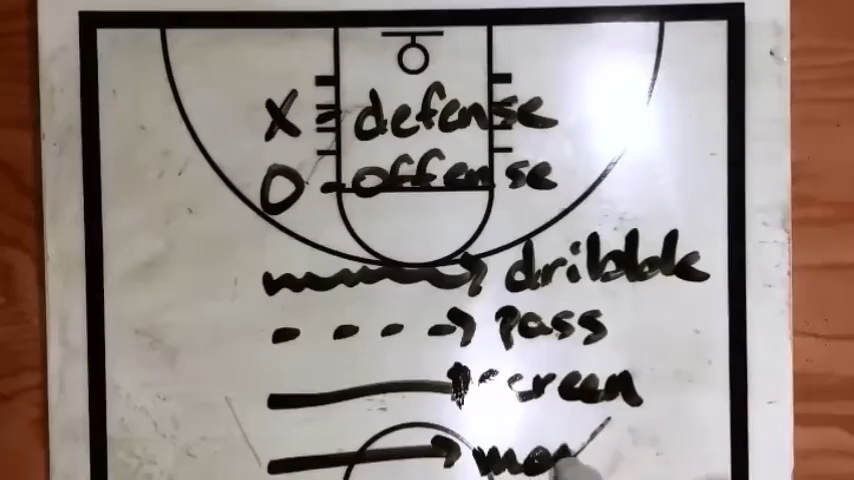 X = defense
O - offense
dribble
pass
screen